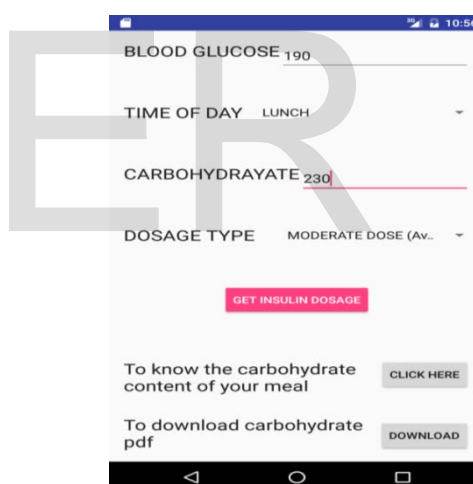 3G 10:56
BLOOD GLUCOSE 190
TIME OF DAY LUNCH
CARBOHYDRAYATE 230
DOSAGE TYPE MODERATE DOSE (Av..
GET INSULIN DOSAGE
To know the carbohydrate
content of your meal
CLICK HERE
To download carbohydrate
pdf
DOWNLOAD
ER